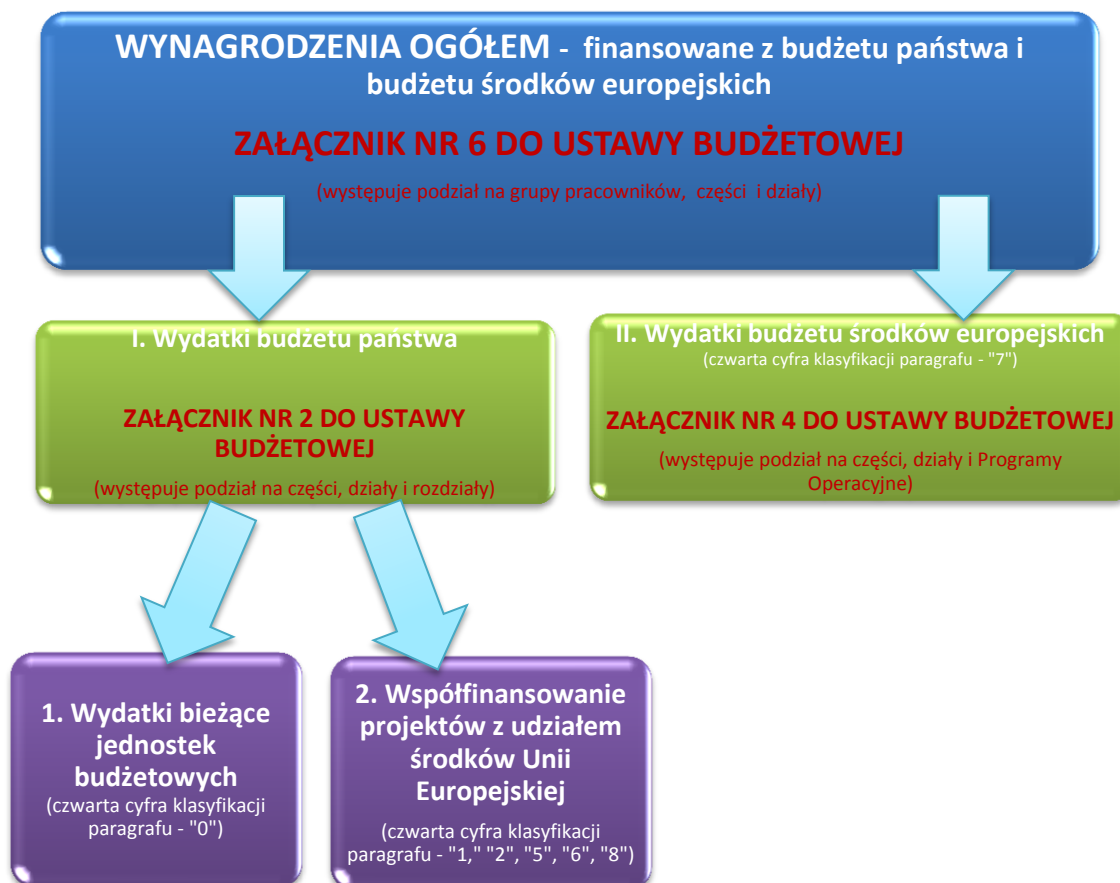 WYNAGRODZENIA OGÓŁEM - finansowane z budżetu państwa i
budżetu środków europejskich
ZAŁĄCZNIK NR 6 DO USTAWY BUDŻETOWEJ
(występuje podział na grupy pracowników, części i działy)
I. Wydatki budżetu państwa
ZAŁĄCZNIK NR 2 DO USTAWY
BUDŻETOWEJ
(występuje podział na części, działy i rozdziały)
II. Wydatki budżetu środków europejskich
(czwarta cyfra klasyfikacji paragrafu - "7")
ZAŁĄCZNIK NR 4 DO USTAWY BUDŻETOWEJ
(występuje podział na części, działy i Programy
Operacyjne)
1. Wydatki bieżące
jednostek
budżetowych
(czwarta cyfra klasyfikacji
paragrafu - "0")
2. Współfinansowanie
projektów z udziałem
środków Unii
Europejskiej
(czwarta cyfra klasyfikacji
paragrafu - "1," "2", "5", "6", "8")